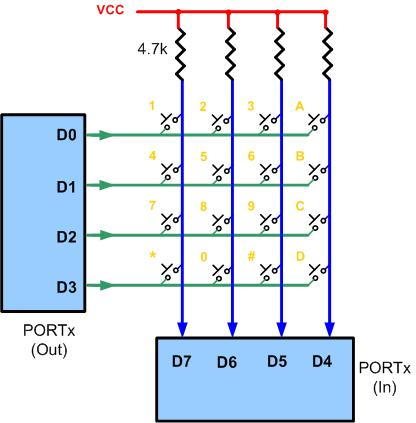 VCC
4.7k
1 2 3 A
D0
4 5 6 B
D1
7 8 9 C
D2
* 0 # D
D3
PORTx
(Out)
D7 D6 D5 D4
PORTx
(In)